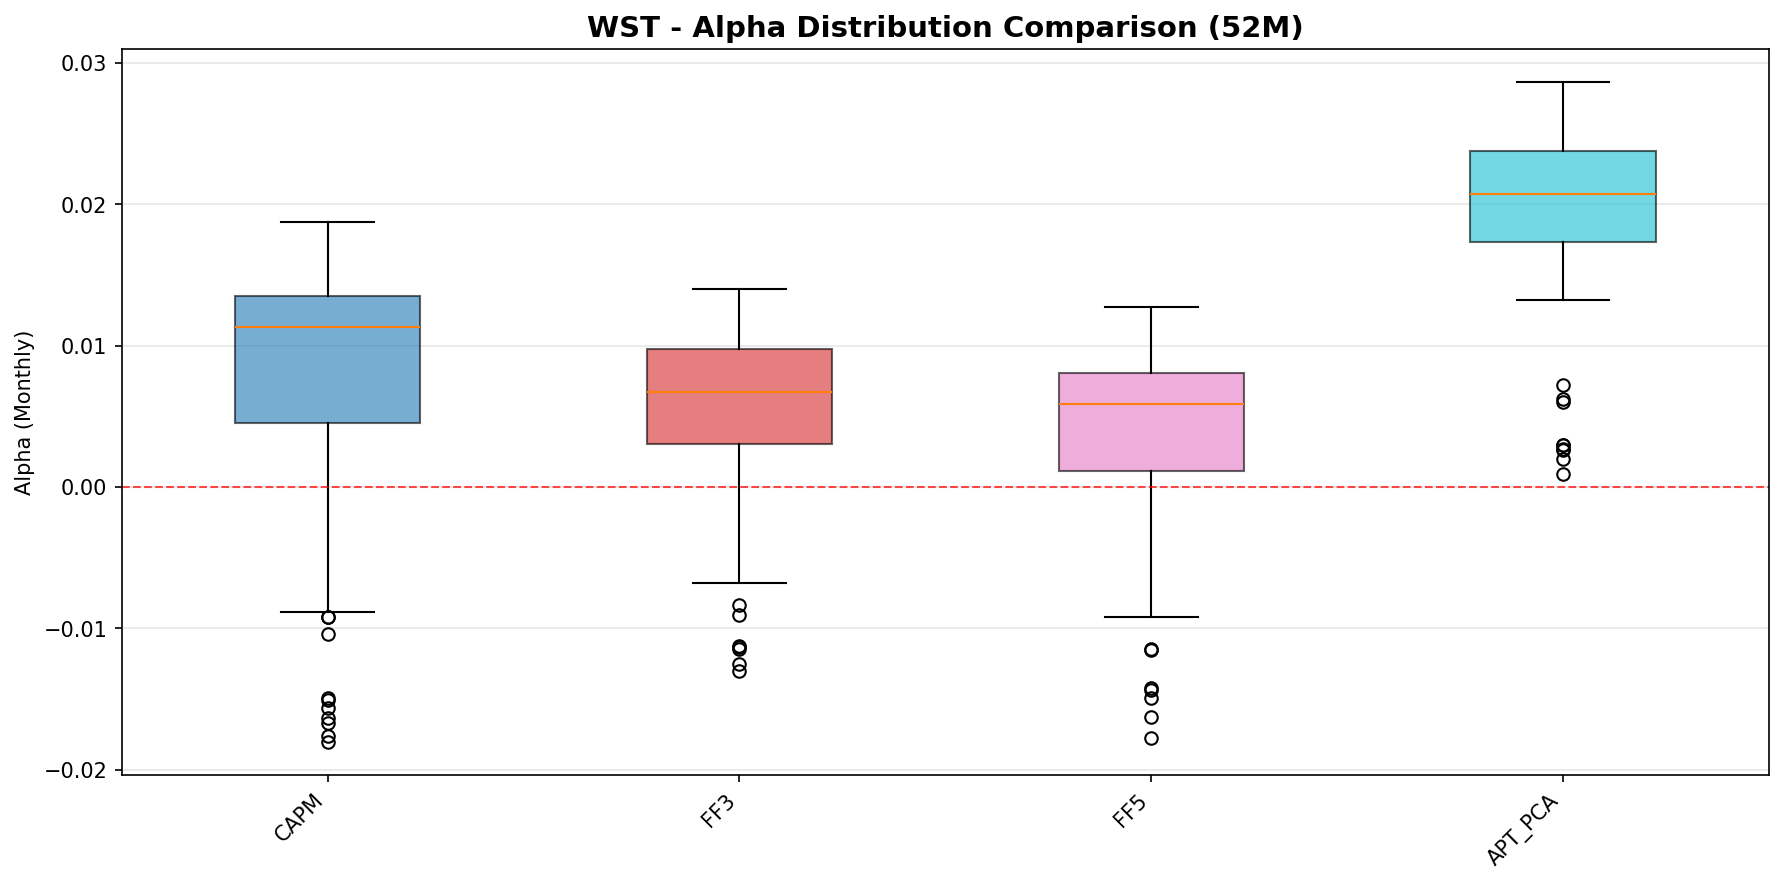 WST - Alpha Distribution Comparison (52M)
Alpha (Monthly)
0.03
0.02
0.01
0.00
−0.01
−0.02
CAPM
FF3
FF5
APT_PCA